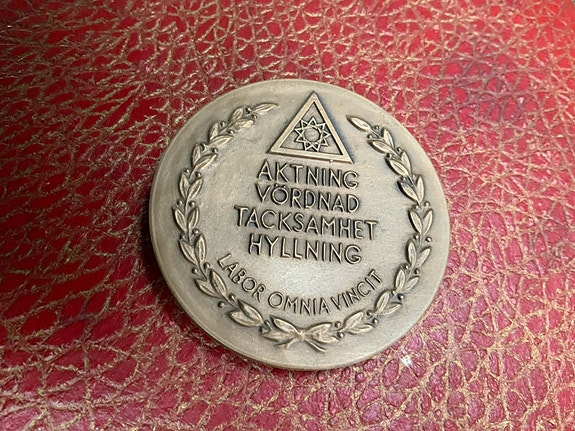 AKTNING
VÖRDNAD
TACKSAMHET
HYLLNING
LABOR OMNIA VINCIT